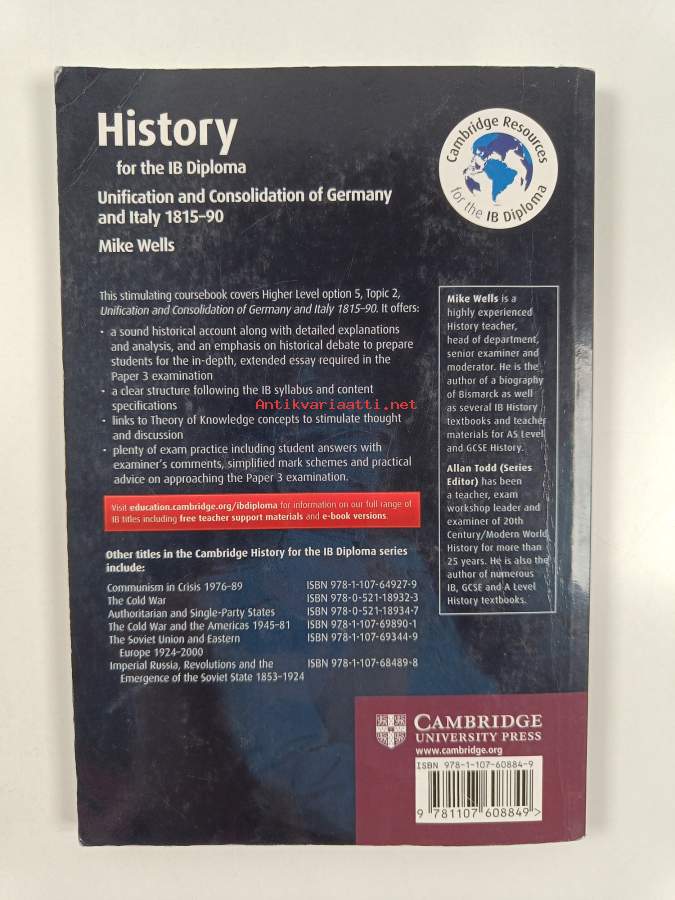 History
for the IB Diploma
Unification and Consolidation of Germany
and Italy 1815–90
Mike Wells
Cambridge Resources
for the IB Diploma
This stimulating coursebook covers Higher Level option 5, Topic 2,
Unification and Consolidation of Germany and Italy 1815–90. It offers:
• a sound historical account along with detailed explanations
and analysis, and an emphasis on historical debate to prepare
students for the in-depth, extended essay required in the
Paper 3 examination
• a clear structure following the IB syllabus and content
specifications
• links to Theory of Knowledge concepts to stimulate thought
and discussion
• plenty of exam practice including student answers with
examiner's comments, simplified mark schemes and practical
advice on approaching the Paper 3 examination.
Antikvariaatti.net
Visit education.cambridge.org/ibdiploma for information on our full range of
IB titles including free teacher support materials and e-book versions.
Other titles in the Cambridge History for the IB Diploma series
include:
Communism in Crisis 1976–89 ISBN 978-1-107-64927-9
The Cold War ISBN 978-0-521-18932-3
Authoritarian and Single-Party States ISBN 978-0-521-18934-7
The Cold War and the Americas 1945–81 ISBN 978-1-107-69890-1
The Soviet Union and Eastern ISBN 978-1-107-69344-9
Europe 1924–2000
Imperial Russia, Revolutions and the ISBN 978-1-107-68489-8
Emergence of the Soviet State 1853–1924
Mike Wells is a
highly experienced
History teacher,
head of department,
senior examiner and
moderator. He is the
author of a biography
of Bismarck as well
as several IB History
textbooks and teacher
materials for AS Level
and GCSE History.
Allan Todd (Series
Editor) has been
a teacher, exam
workshop leader and
examiner of 20th
Century/Modern World
History for more than
25 years. He is also the
author of numerous
IB, GCSE and A Level
History textbooks.
CAMBRIDGE
UNIVERSITY PRESS
www.cambridge.org
ISBN 978-1-107-60884-9
9 781107 608849 >